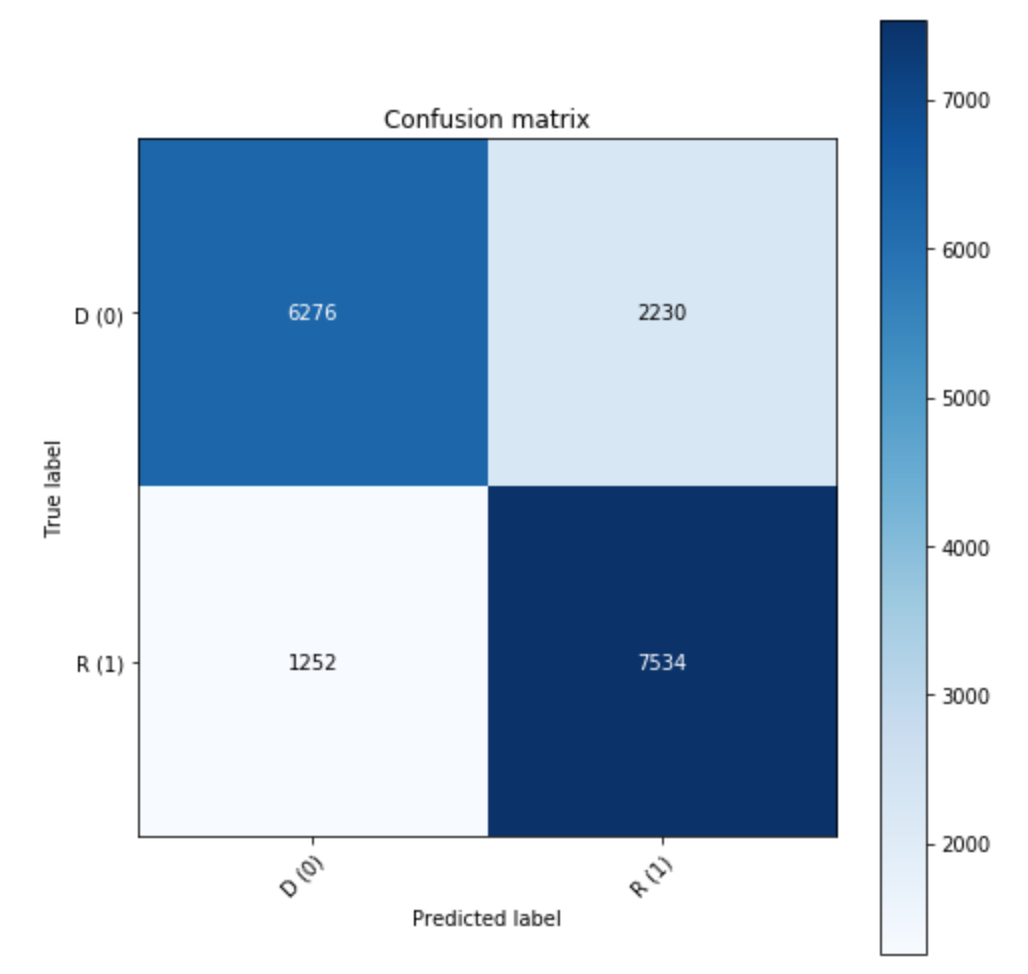 Confusion matrix
D (0)
6276
2230
R (1)
1252
7534
D (0)
R (1)
True label
Predicted label
7000
6000
5000
4000
3000
2000